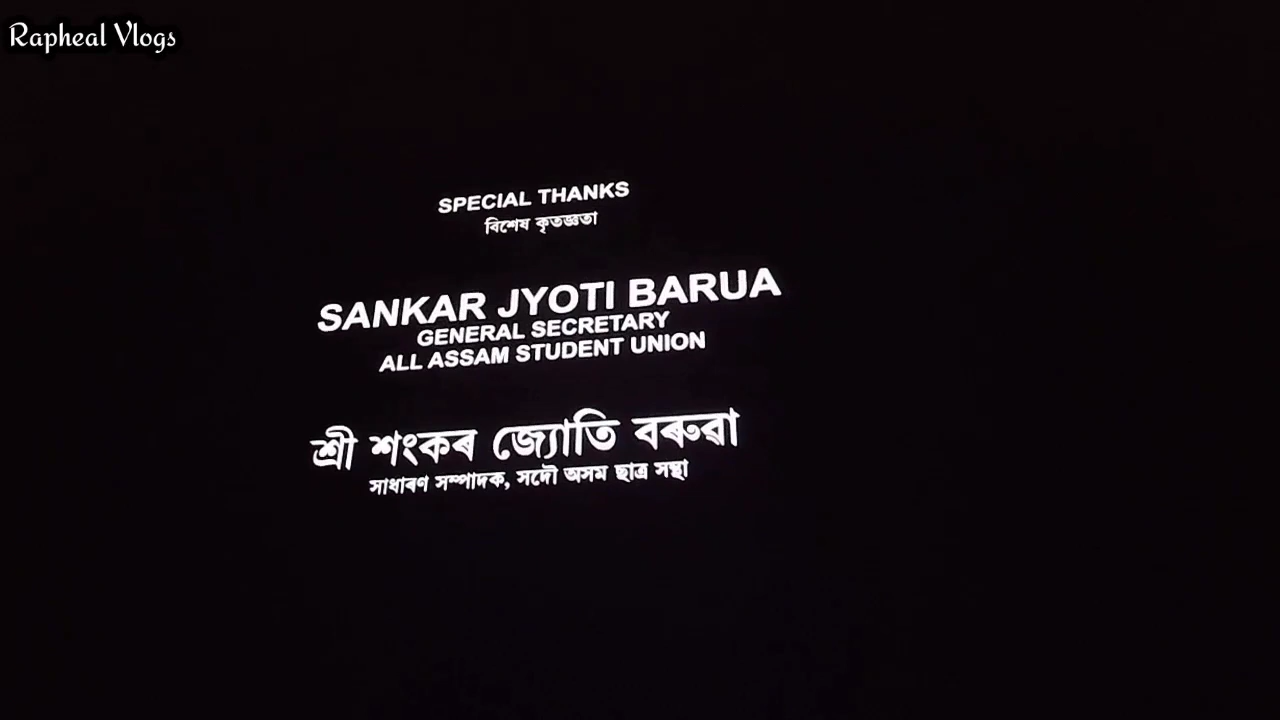 Rapheal Vlogs
SPECIAL THANKS
বিশেষ কৃতজ্ঞতা
SANKAR JYOTI BARUA
GENERAL SECRETARY
ALL ASSAM STUDENT UNION
শ্ৰী শংকৰ জ্যোতি বৰুৱা
সাধাৰণ সম্পাদক, সদৌ অসম ছাত্ৰ সন্থা